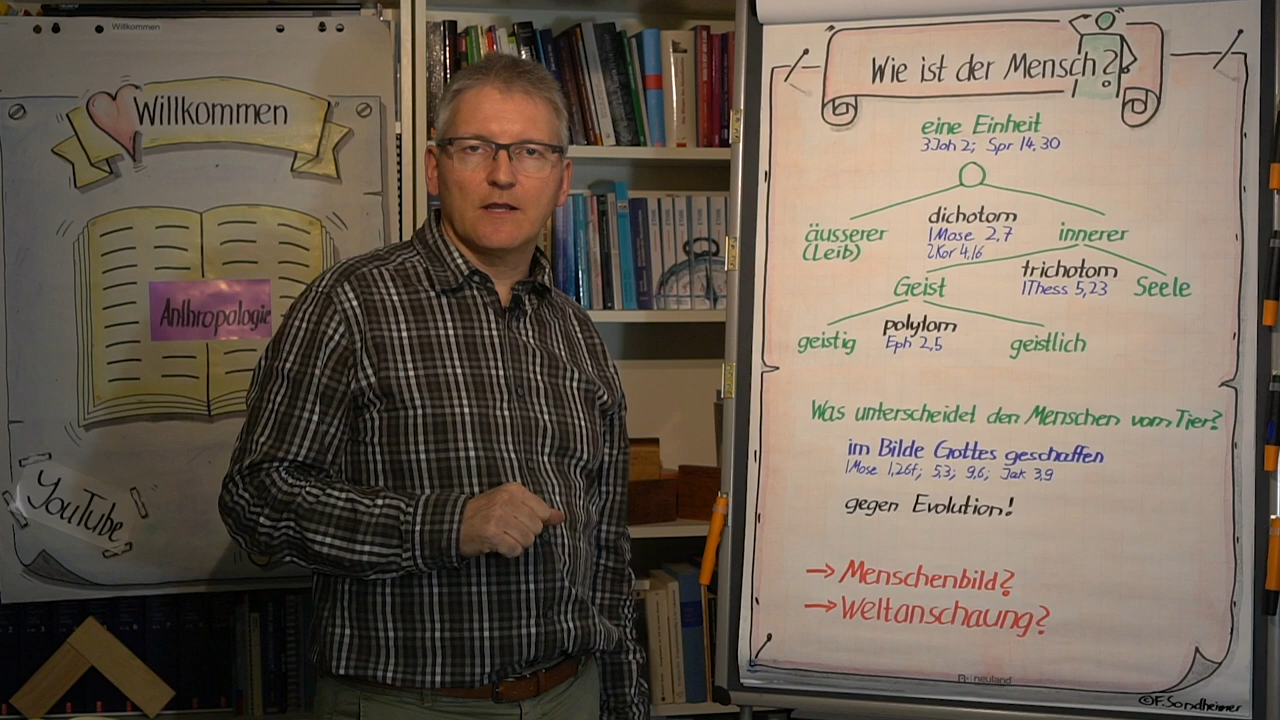 Willkommen
Willkommen
Anthropologie
YouTube
Wie ist der Mensch?
eine Einheit
3Joh 2; Spr 14,30
dichotom
1Mose 2,7
2Kor 4,16
äusserer
(Leib)
innerer
trichotom
1Thess 5,23
Geist
Seele
polytom
Eph 2,5
geistig
geistlich
Was unterscheidet den Menschen vom Tier?
im Bilde Gottes geschaffen
1Mose 1,26f; 5,3; 9,6; Jak 3,9
gegen Evolution!
→ Menschenbild?
→ Weltanschaung?
neuland
©F.Sondheimer